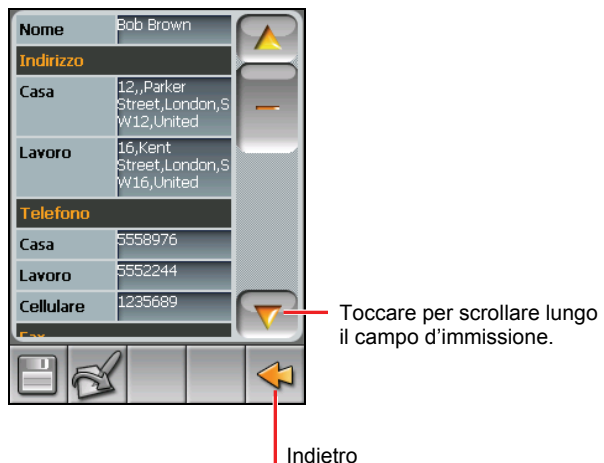 Nome Bob Brown
Indirizzo
Casa 12,,Parker
Street,London,S
W12,United
Lavoro 16,Kent
Street,London,S
W16,United
Telefono
Casa 5558976
Lavoro 5552244
Cellulare 1235689
Fax
Toccare per scrollare lungo
il campo d’immissione.
Indietro